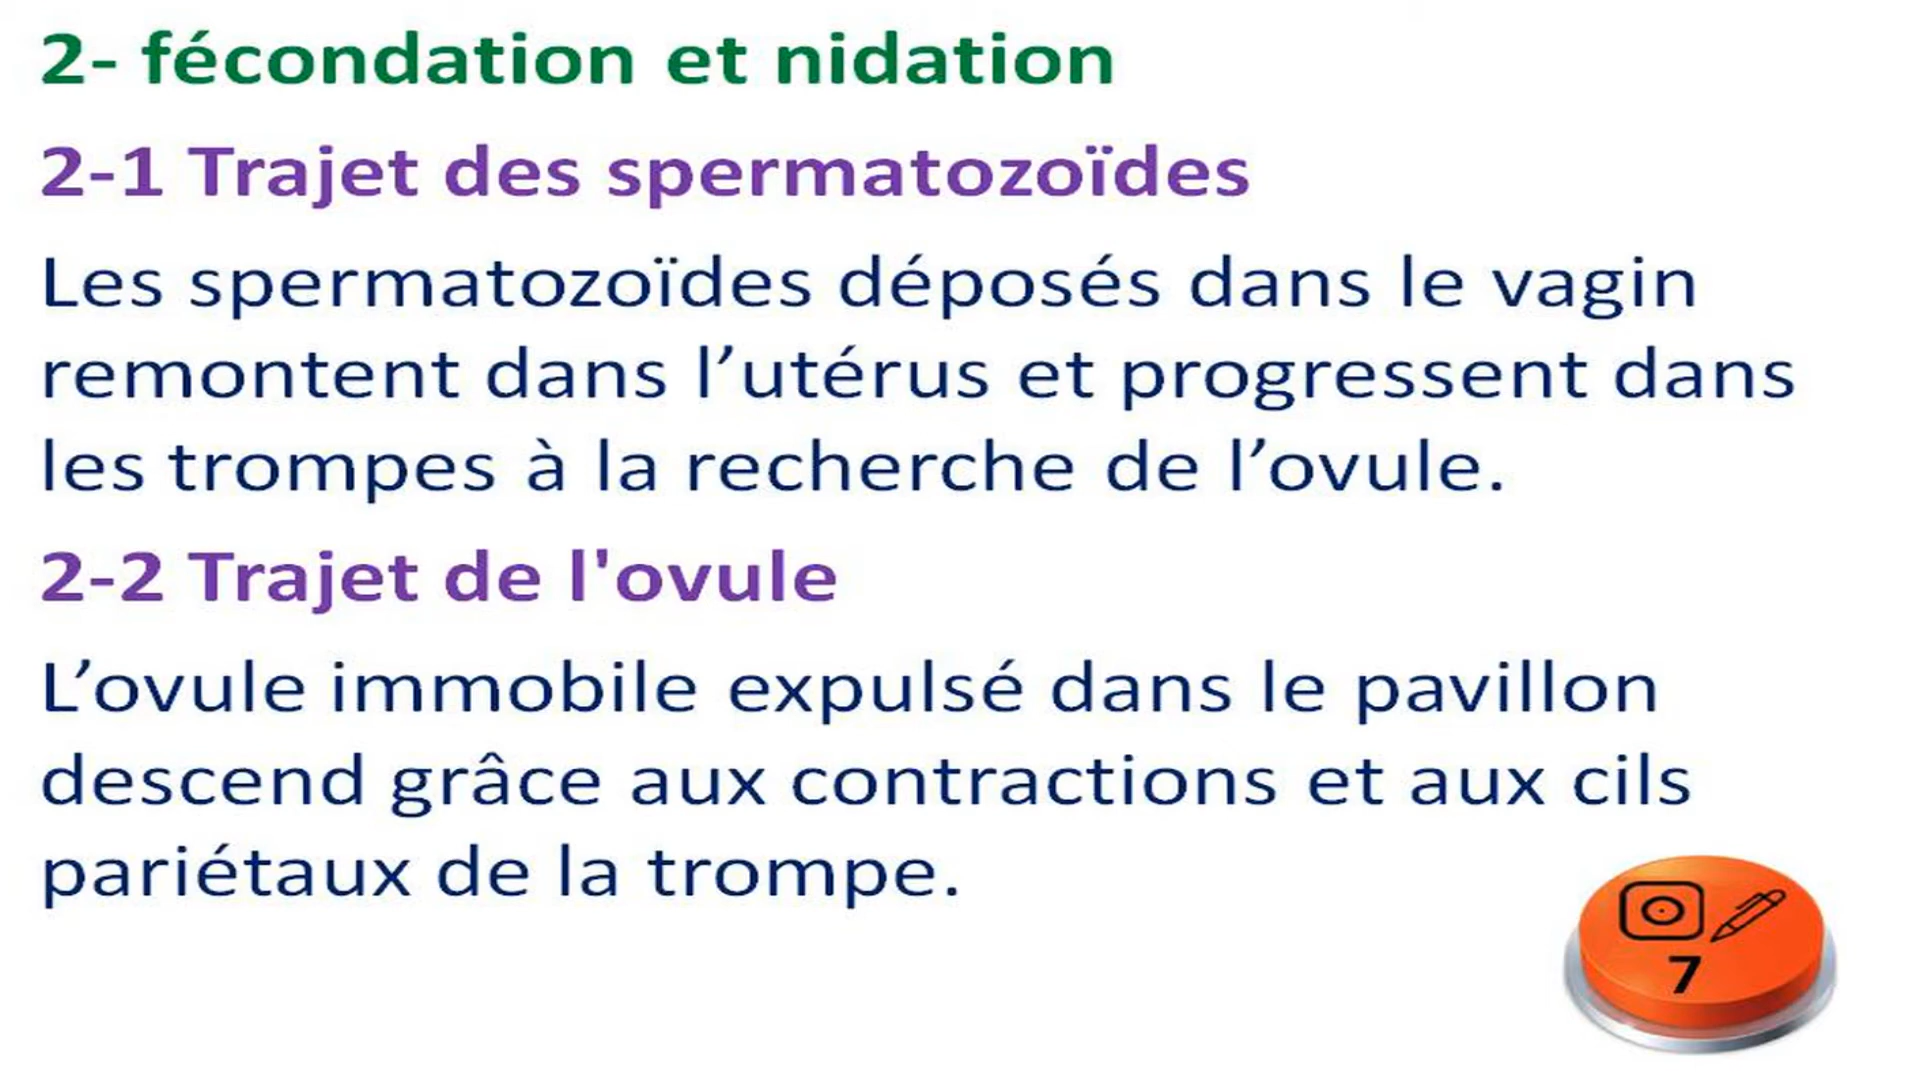 2- fécondation et nidation
2-1 Trajet des spermatozoïdes
Les spermatozoïdes déposés dans le vagin
remontent dans l’utérus et progressent dans
les trompes à la recherche de l’ovule.
2-2 Trajet de l'ovule
L’ovule immobile expulsé dans le pavillon
descend grâce aux contractions et aux cils
pariétaux de la trompe.
7